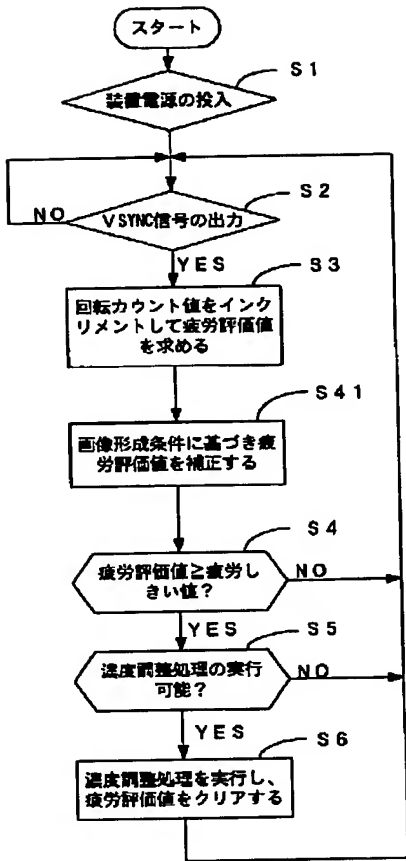 スタート
S1
装置電源の投入
S2
VSYNC信号の出力
NO
YES
S3
回転カウント値をインク
リメントして疲労評価値
を求める
S41
画像形成条件に基づき疲
労評価値を補正する
S4
疲労評価値≧疲労し
きい値?
NO
YES
S5
濃度調整処理の実行
可能?
NO
YES
S6
濃度調整処理を実行し、
疲労評価値をクリアする